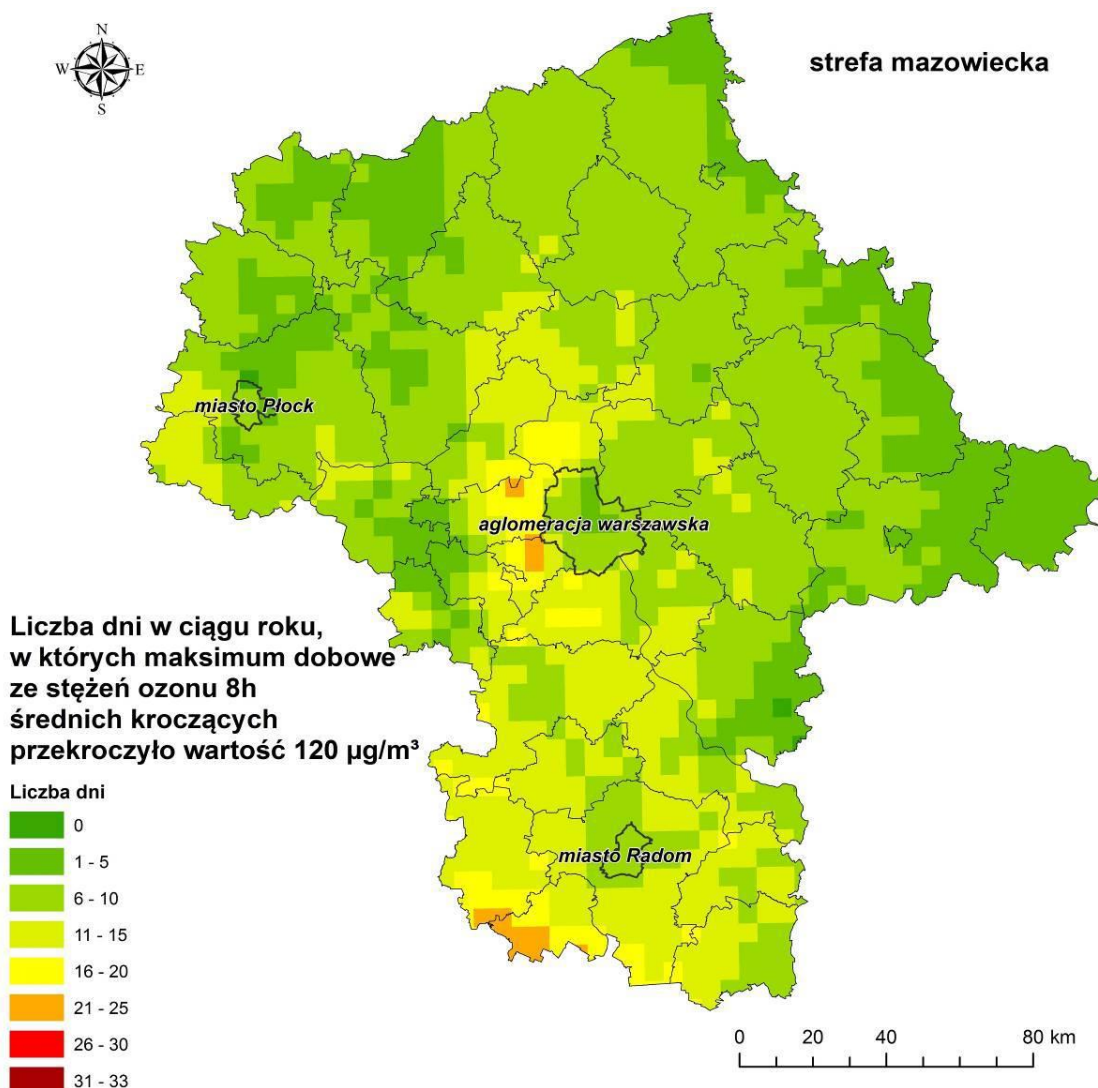 N
W E
S
strefa mazowiecka
miasto Płock
aglomeracja warszawska
Liczba dni w ciągu roku,
w których maksimum dobowe
ze stężeń ozonu 8h
średnich kroczących
przekroczyło wartość 120 µg/m³
Liczba dni
0
1 - 5
6 - 10
11 - 15
16 - 20
21 - 25
26 - 30
31 - 33
miasto Radom
0 20 40 80 km